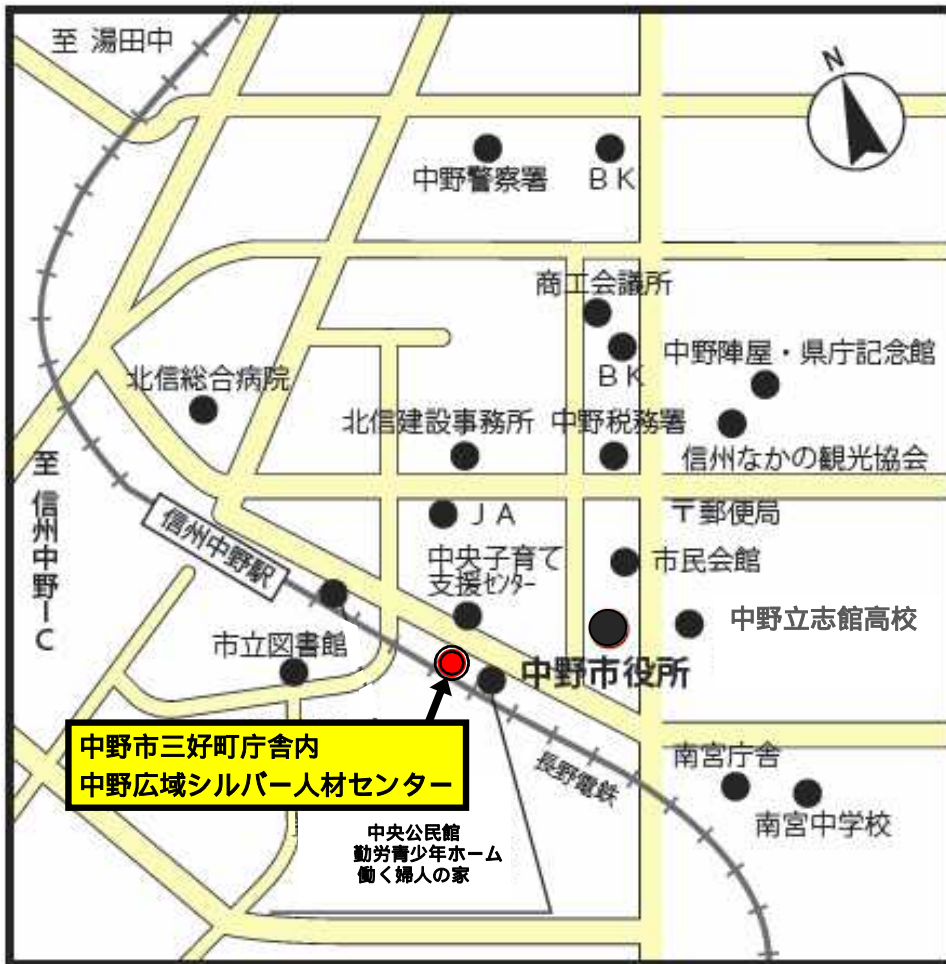 至 湯田中
N
中野警察署
BK
商工会議所
BK
中野陣屋・県庁記念館
北信総合病院
北信建設事務所
中野税務署
信州なかの観光協会
至 信州中野IC
信州中野駅
JA
〒郵便局
中央子育て
支援センター
市民会館
中野立志館高校
市立図書館
中野市役所
中野市三好町庁舎内
中野広域シルバー人材センター
長野電鉄
南宮庁舎
南宮中学校
中央公民館
勤労青少年ホーム
働く婦人の家